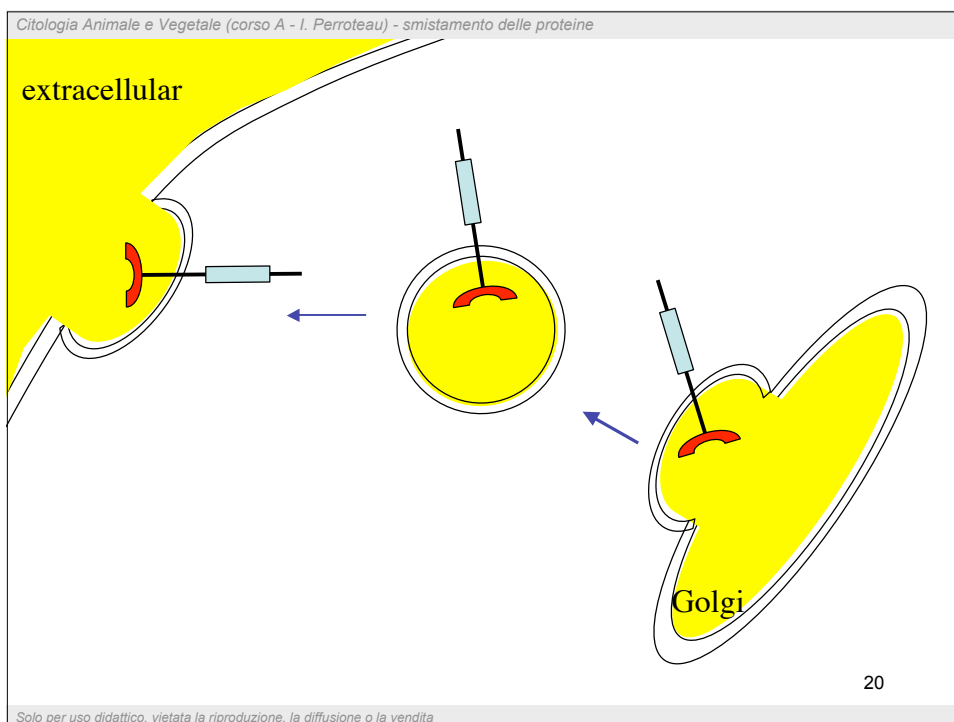 Citologia Animale e Vegetale (corso A - I. Perroteau) - smistamento delle proteine
extracellular
Golgi
20
Solo per uso didattico, vietata la riproduzione, la diffusione o la vendita